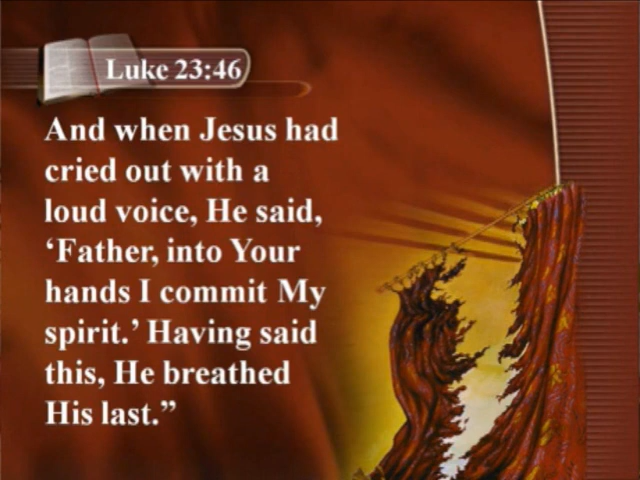 Luke 23:46
And when Jesus had
cried out with a
loud voice, He said,
‘Father, into Your
hands I commit My
spirit.’ Having said
this, He breathed
His last.”